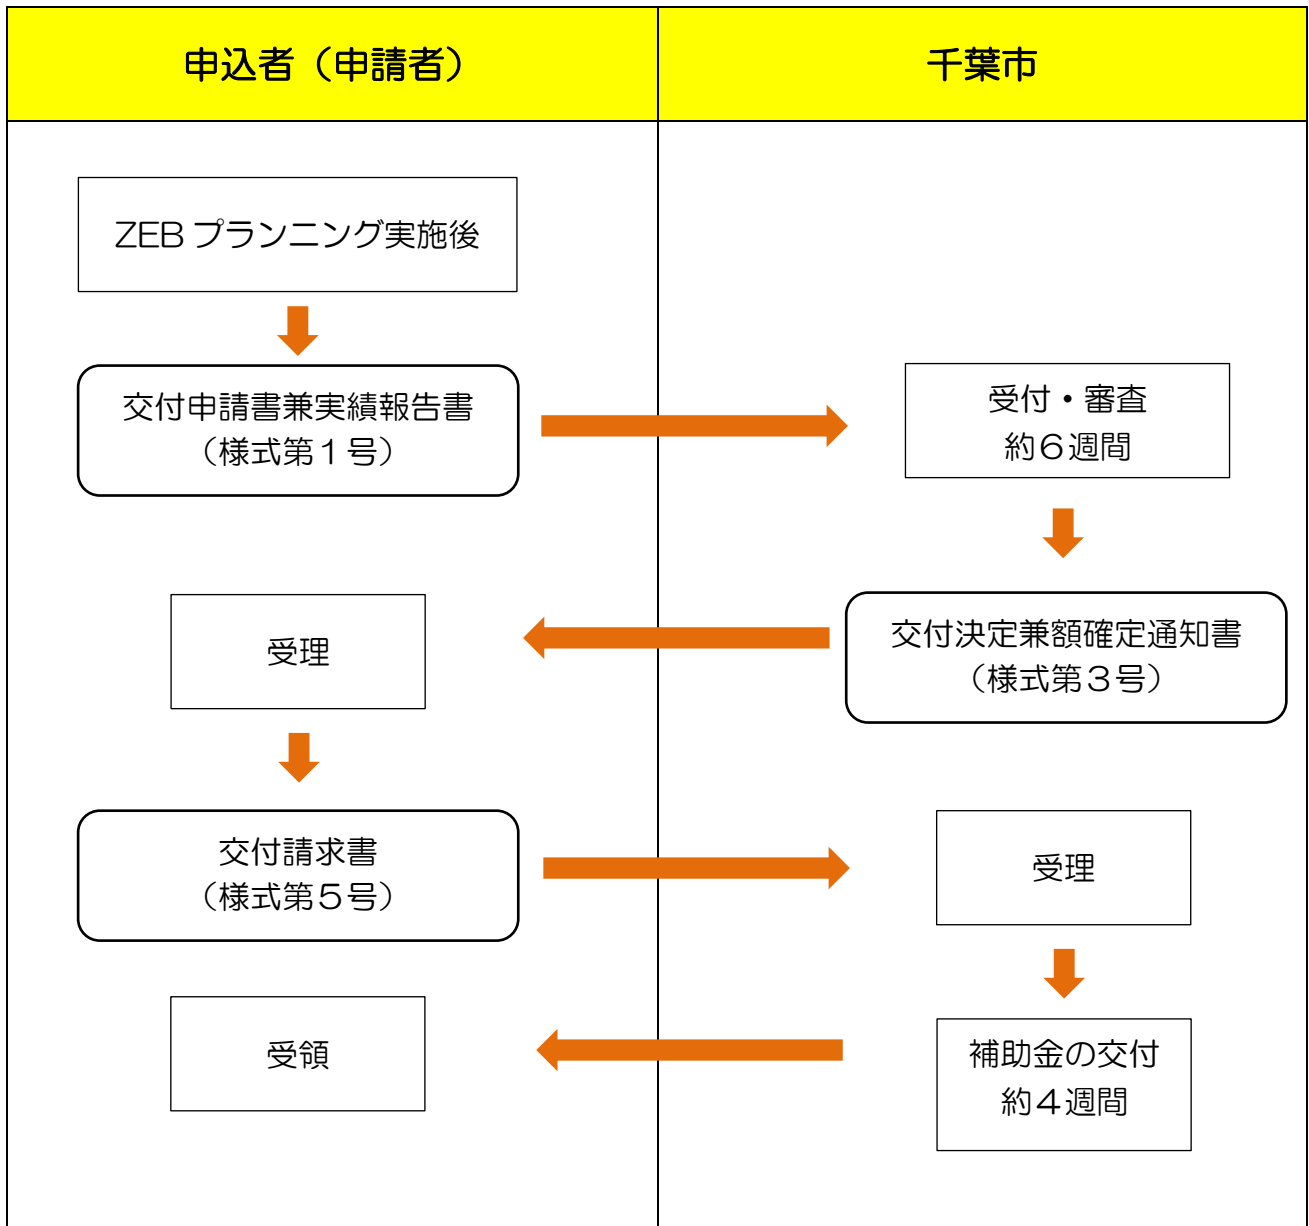 申込者（申請者）
千葉市
ZEB プランニング実施後
交付申請書兼実績報告書
（様式第１号）
受付・審査
約６週間
交付決定兼額確定通知書
（様式第３号）
受理
交付請求書
（様式第５号）
受理
補助金の交付
約４週間
受領